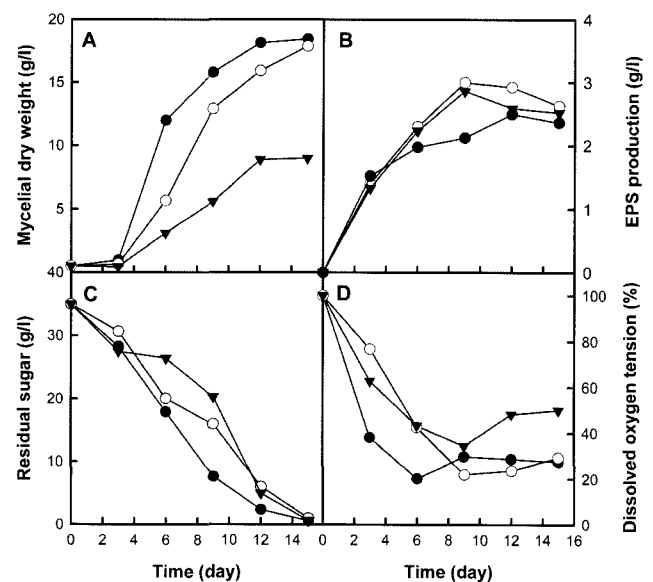 A
B
C
D
Mycelial dry weight (g/l)
20
15
10
5
EPS production (g/l)
4
3
2
1
0
Residual sugar (g/l)
40
30
20
10
0
Dissolved oxygen tension (%)
100
80
60
40
20
0
0 2 4 6 8 10 12 14
0 2 4 6 8 10 12 14 16
Time (day)
Time (day)